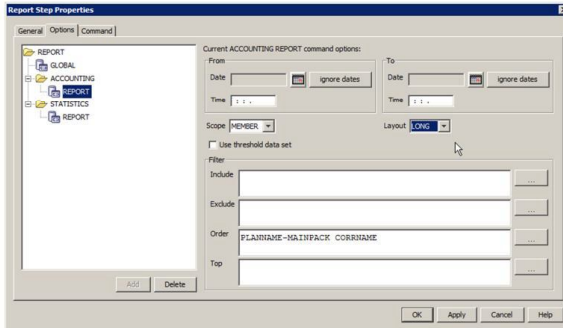 Report Step Properties
General Options Command
REPORT
GLOBAL
ACCOUNTING
REPORT
STATISTICS
REPORT
Add Delete
Current ACCOUNTING REPORT command options:
From
Date ignore dates
Time : : .
To
Date ignore dates
Time : : .
Scope MEMBER Layout LONG
Use threshold data set
Filter
Include ...
Exclude ...
Order PLANNAME-MAINPACK CORRNAME ...
Top ...
OK Apply Cancel Help